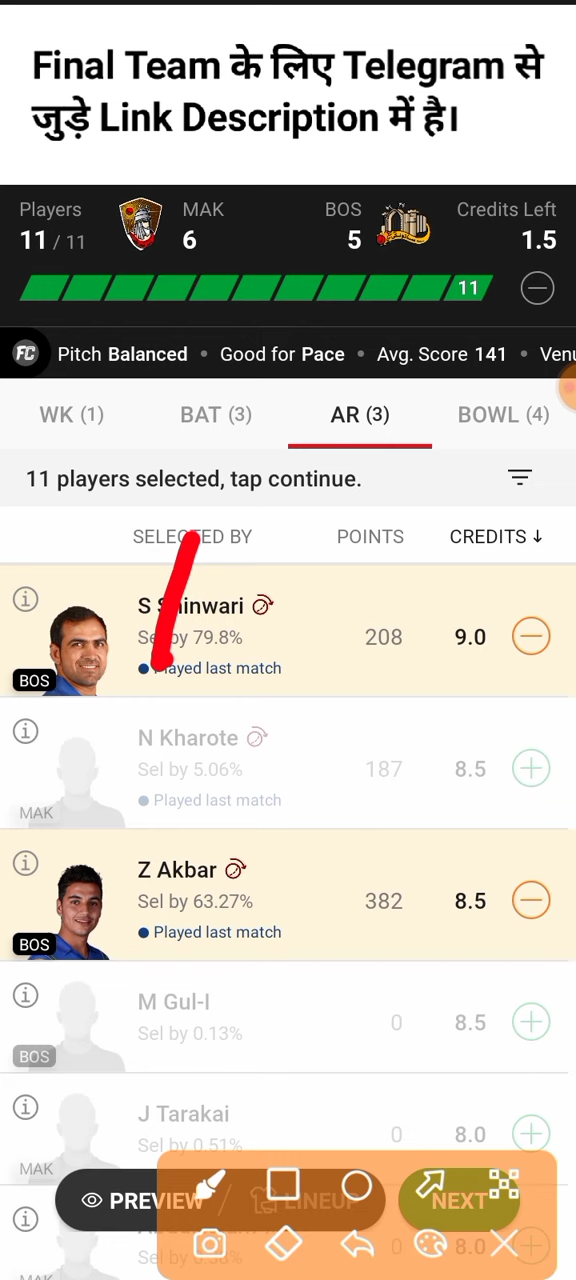 Final Team के लिए Telegram से
जुड़े Link Description में है।
Players MAK BOS Credits Left
11 / 11 6 5 1.5
11
FC Pitch Balanced • Good for Pace • Avg. Score 141 •
WK (1) BAT (3) AR (3) BOWL (4)
11 players selected, tap continue.
SELECTED BY POINTS CREDITS ↓
S Shinwari
Sel by 79.8% 208 9.0
BOS Played last match
N Kharote
Sel by 5.06% 187 8.5
MAK Played last match
Z Akbar
Sel by 63.27% 382 8.5
BOS Played last match
M Gul-I
Sel by 0.13% 0 8.5
BOS
J Tarakai
Sel by 0.51% 0 8.0
MAK
PREVIEW / LINEUP NEXT
0 8.0
MAK